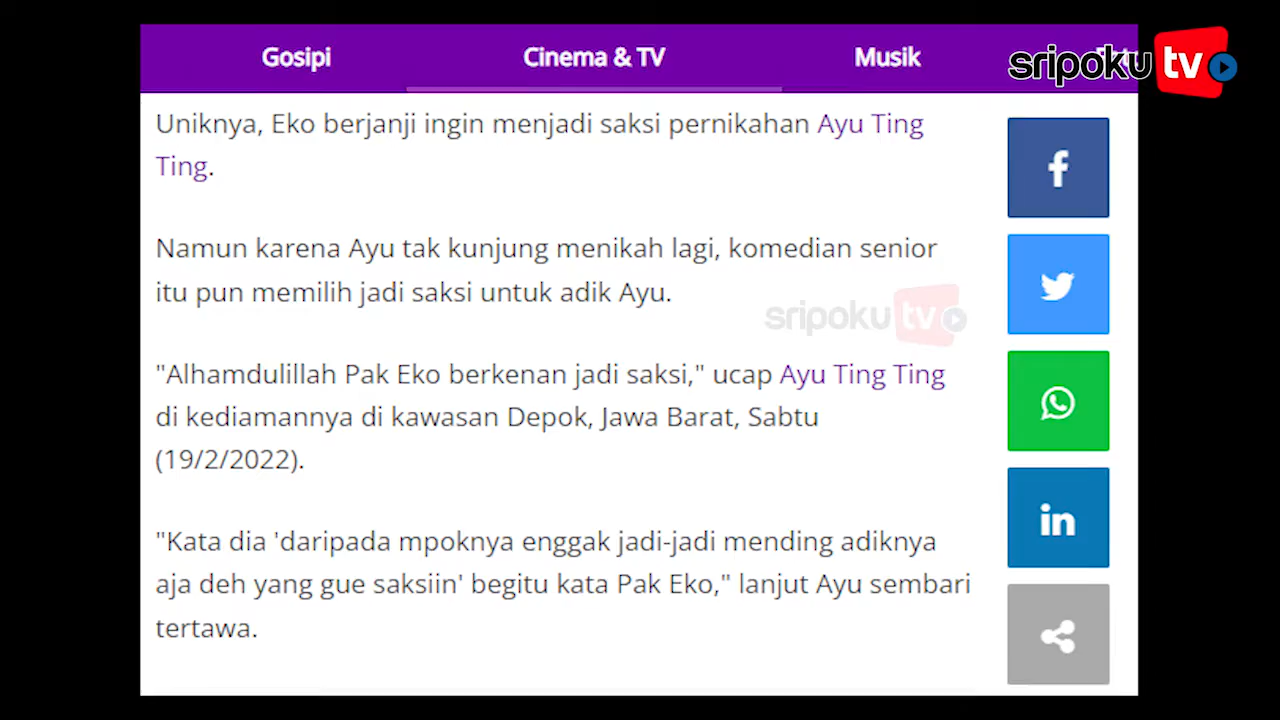 Gosipi Cinema & TV Musik
sripoku tv
Uniknya, Eko berjanji ingin menjadi saksi pernikahan Ayu Ting
Ting.
Namun karena Ayu tak kunjung menikah lagi, komedian senior
itu pun memilih jadi saksi untuk adik Ayu.
sripoku tv
"Alhamdulillah Pak Eko berkenan jadi saksi," ucap Ayu Ting Ting
di kediamannya di kawasan Depok, Jawa Barat, Sabtu
(19/2/2022).
"Kata dia 'daripada mpoknya enggak jadi-jadi mending adiknya
aja deh yang gue saksiin' begitu kata Pak Eko," lanjut Ayu sembari
tertawa.